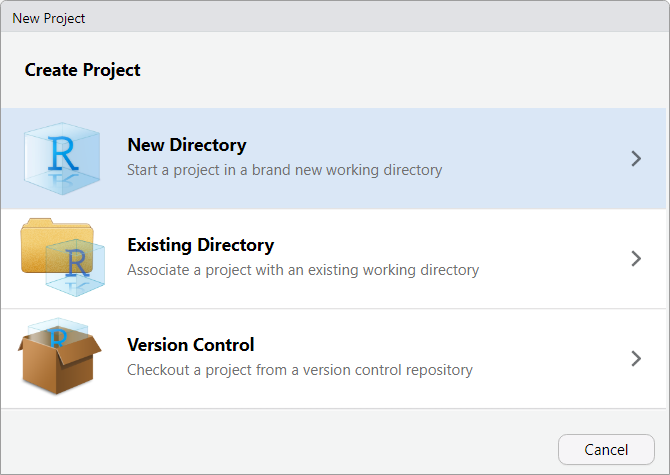 New Project
Create Project
R
New Directory
Start a project in a brand new working directory
R
Existing Directory
Associate a project with an existing working directory
R
Version Control
Checkout a project from a version control repository
Cancel